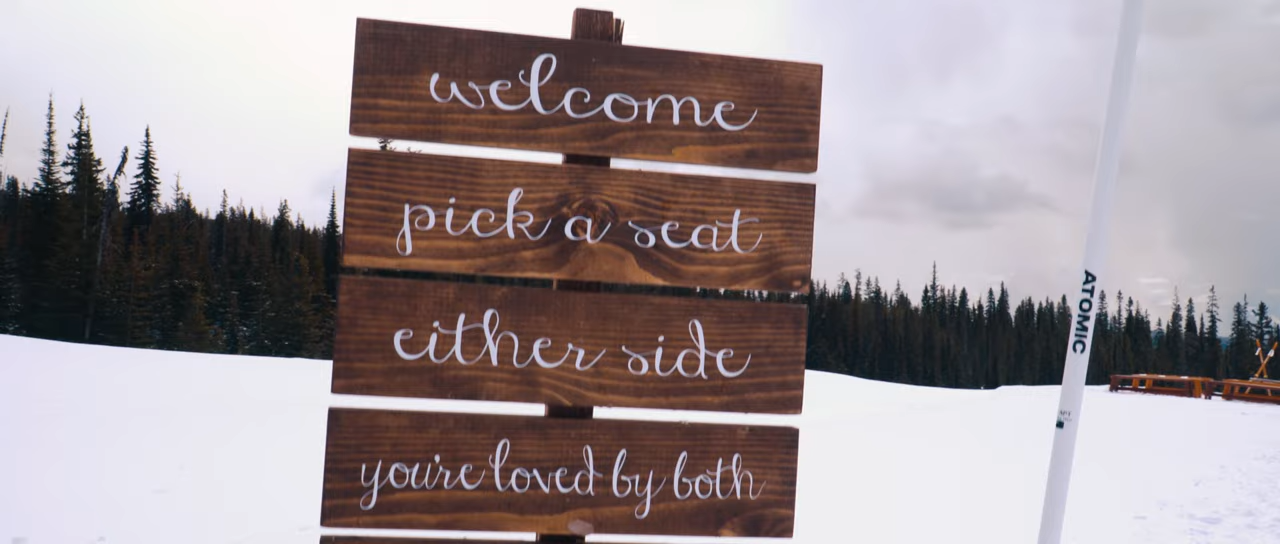 welcome
pick a seat
either side
you're loved by both
ATOMIC